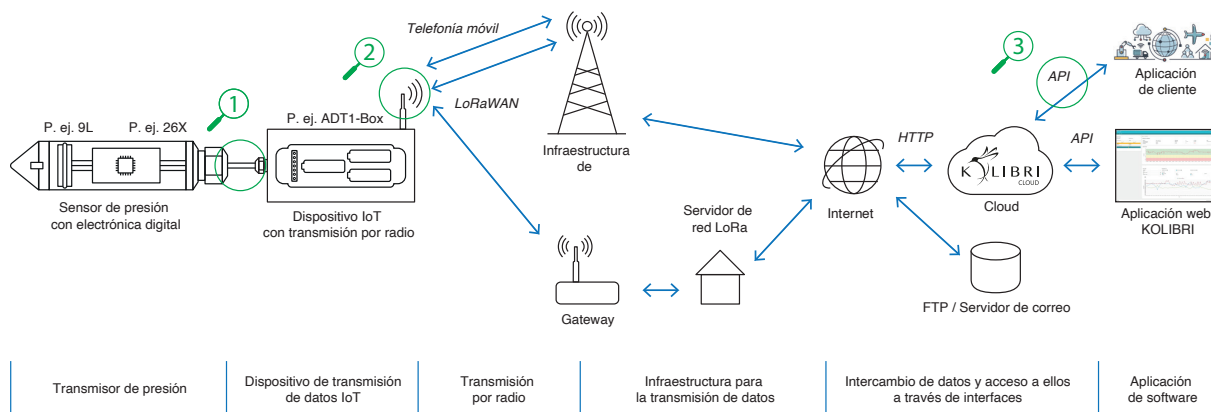 Telefonía móvil
LoRaWAN
1
2
3
P. ej. 9L
P. ej. 26X
P. ej. ADT1-Box
Sensor de presión
con electrónica digital
Dispositivo IoT
con transmisión por radio
Infraestructura
de
Gateway
Servidor de
red LoRa
Internet
HTTP
KOLIBRI
CLOUD
Cloud
API
API
Aplicación
de cliente
Aplicación web
KOLIBRI
FTP / Servidor de correo
Transmisor de presión
Dispositivo de transmisión
de datos IoT
Transmisión
por radio
Infraestructura para
la transmisión de datos
Intercambio de datos y acceso a ellos
a través de interfaces
Aplicación
de software